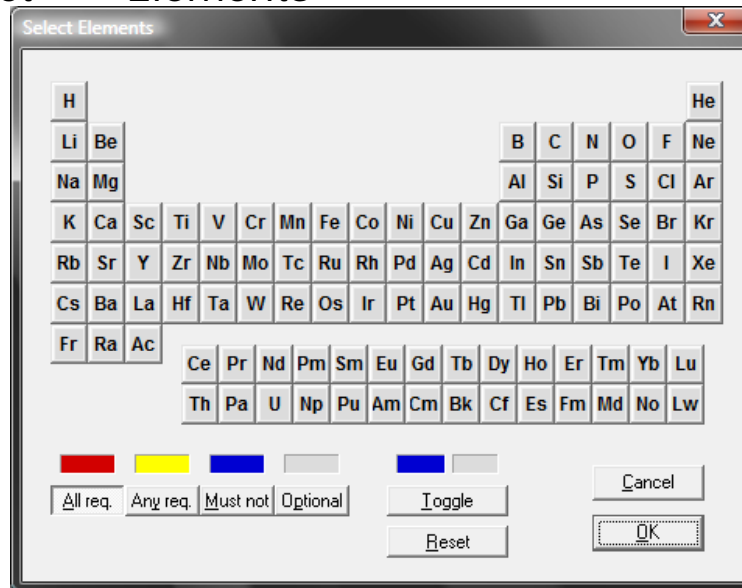 Elements
Select Elements
X
H He
Li Be B C N O F Ne
Na Mg Al Si P S Cl Ar
K Ca Sc Ti V Cr Mn Fe Co Ni Cu Zn Ga Ge As Se Br Kr
Rb Sr Y Zr Nb Mo Tc Ru Rh Pd Ag Cd In Sn Sb Te I Xe
Cs Ba La Hf Ta W Re Os Ir Pt Au Hg Tl Pb Bi Po At Rn
Fr Ra Ac
Ce Pr Nd Pm Sm Eu Gd Tb Dy Ho Er Tm Yb Lu
Th Pa U Np Pu Am Cm Bk Cf Es Fm Md No Lw
All req. Any req. Must not Optional Toggle Cancel
Reset OK